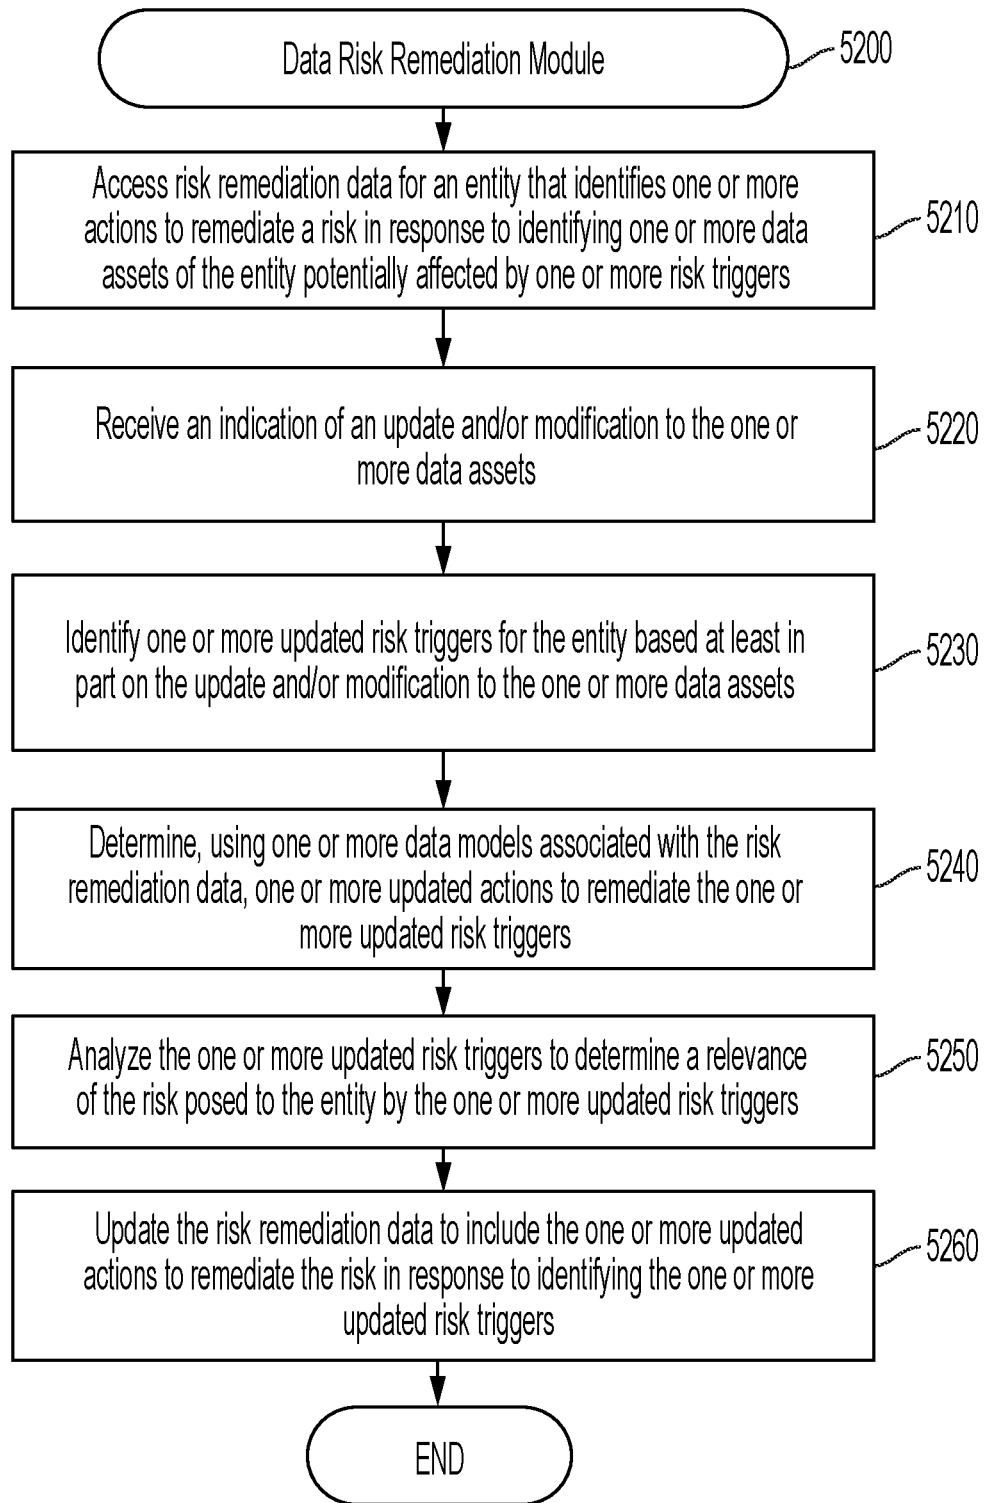 Data Risk Remediation Module
5200
Access risk remediation data for an entity that identifies one or more
actions to remediate a risk in response to identifying one or more data
assets of the entity potentially affected by one or more risk triggers
5210
Receive an indication of an update and/or modification to the one or
more data assets
5220
Identify one or more updated risk triggers for the entity based at least in
part on the update and/or modification to the one or more data assets
5230
Determine, using one or more data models associated with the risk
remediation data, one or more updated actions to remediate the one or
more updated risk triggers
5240
Analyze the one or more updated risk triggers to determine a relevance
of the risk posed to the entity by the one or more updated risk triggers
5250
Update the risk remediation data to include the one or more updated
actions to remediate the risk in response to identifying the one or more
updated risk triggers
5260
END